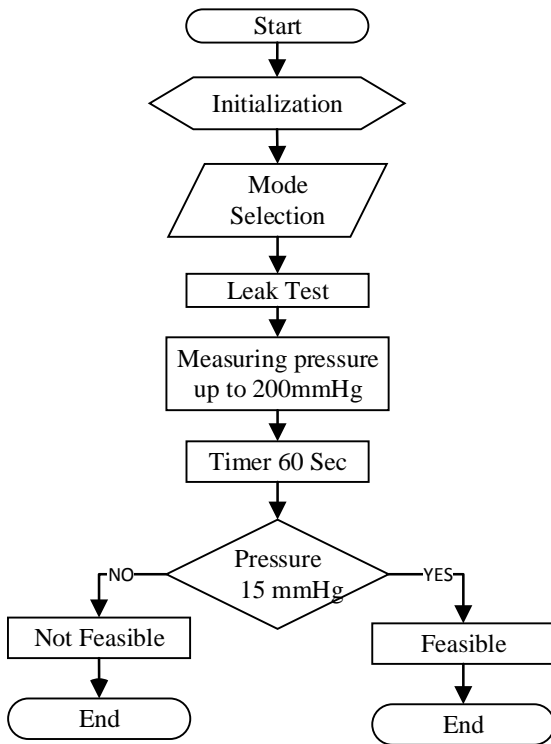 Start
Initialization
Mode
Selection
Leak Test
Measuring pressure
up to 200mmHg
Timer 60 Sec
Pressure
15 mmHg
NO
YES
Not Feasible
Feasible
End
End